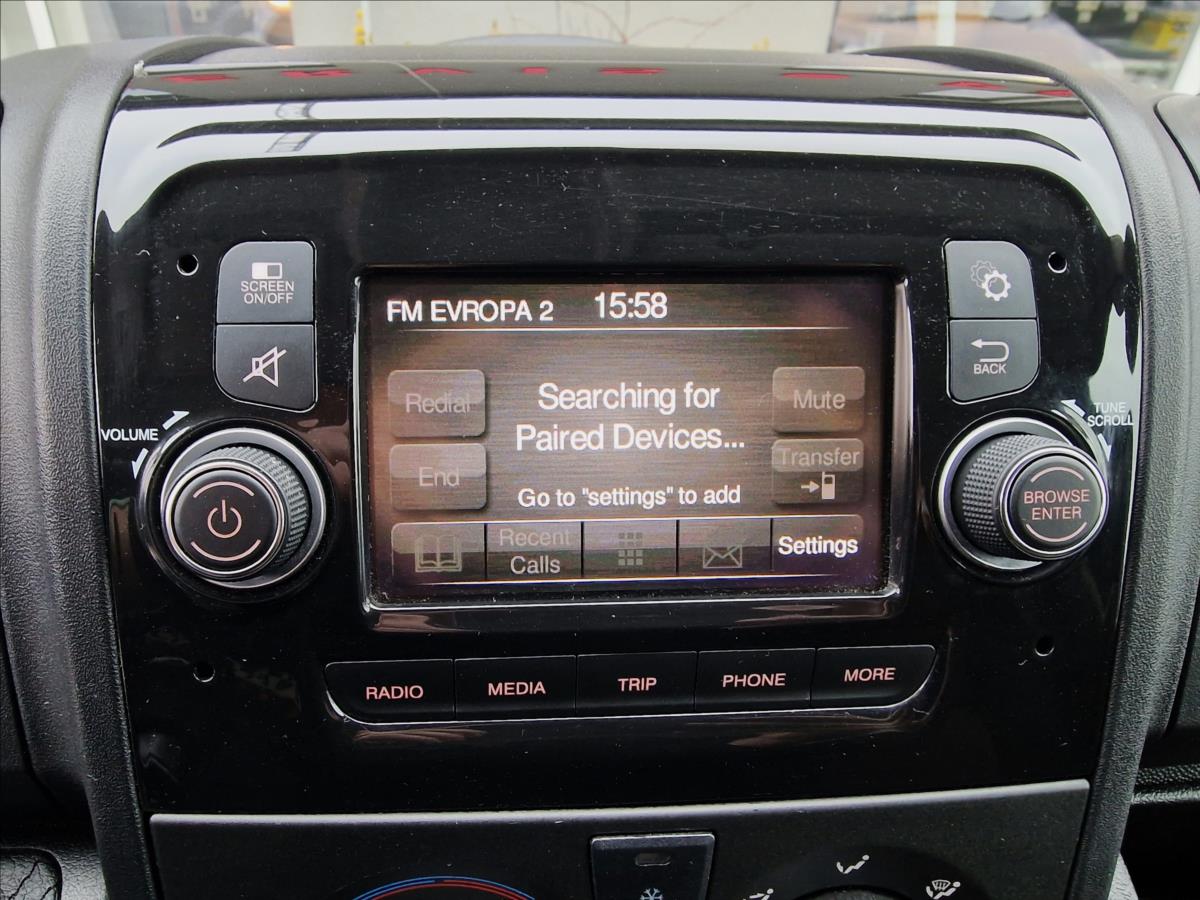 SCREEN
ON/OFF
VOLUME
FM EVROPA 2 15:58
Redial
Searching for
Paired Devices...
Mute
End
Transfer
Go to "settings" to add
Recent
Calls
Settings
BACK
TUNE
SCROLL
BROWSE
ENTER
RADIO
MEDIA
TRIP
PHONE
MORE